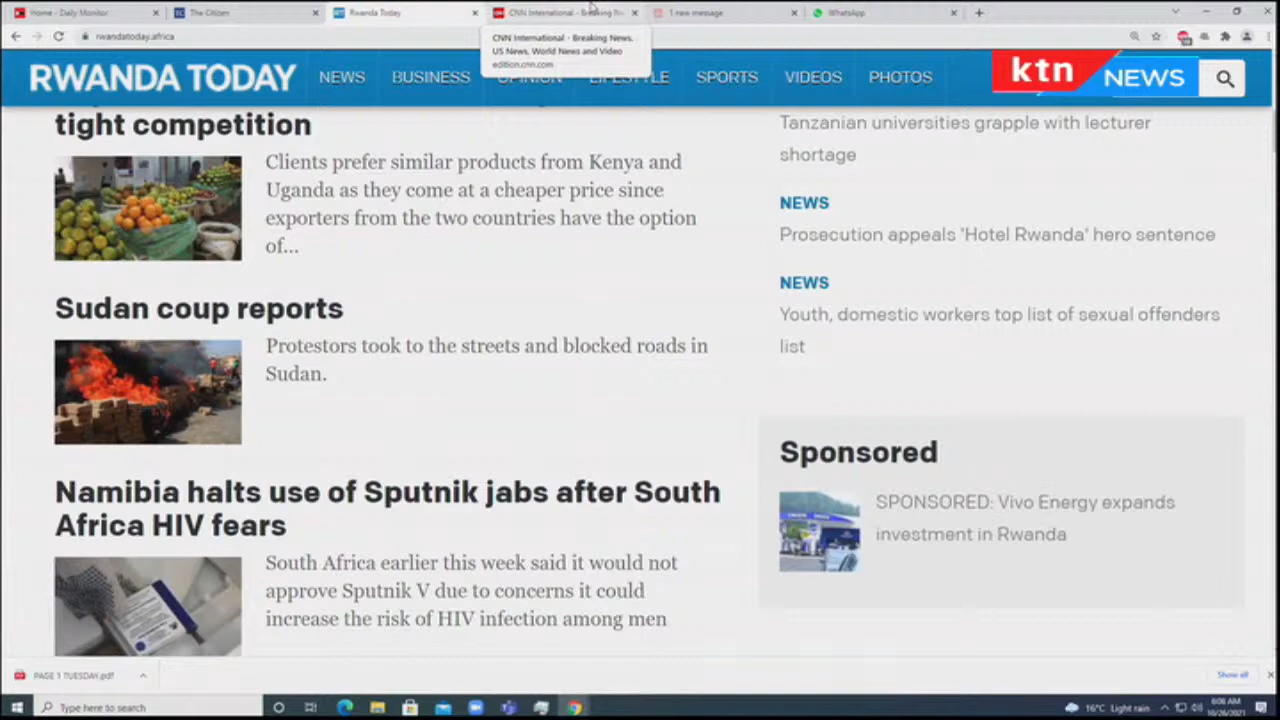 Home - Daily Monitor
The Citizen
Rwanda Today
CNN International - Breaking N
1 new message
WhatsApp
rwandatoday.africa
CNN International - Breaking News,
US News, World News and Video
edition.cnn.com
RWANDA TODAY
NEWS
BUSINESS
OPINION
LIFESTYLE
SPORTS
VIDEOS
PHOTOS
ktn NEWS
tight competition
Clients prefer similar products from Kenya and
Uganda as they come at a cheaper price since
exporters from the two countries have the option
of...
Sudan coup reports
Protestors took to the streets and blocked roads in
Sudan.
Namibia halts use of Sputnik jabs after South
Africa HIV fears
South Africa earlier this week said it would not
approve Sputnik V due to concerns it could
increase the risk of HIV infection among men
Tanzanian universities grapple with lecturer
shortage
NEWS
Prosecution appeals 'Hotel Rwanda' hero sentence
NEWS
Youth, domestic workers top list of sexual offenders
list
Sponsored
SPONSORED: Vivo Energy expands
investment in Rwanda
PAGE 1 TUESDAY.pdf
Show all
Type here to search
16°C Light rain
6:06 AM
10/26/2021